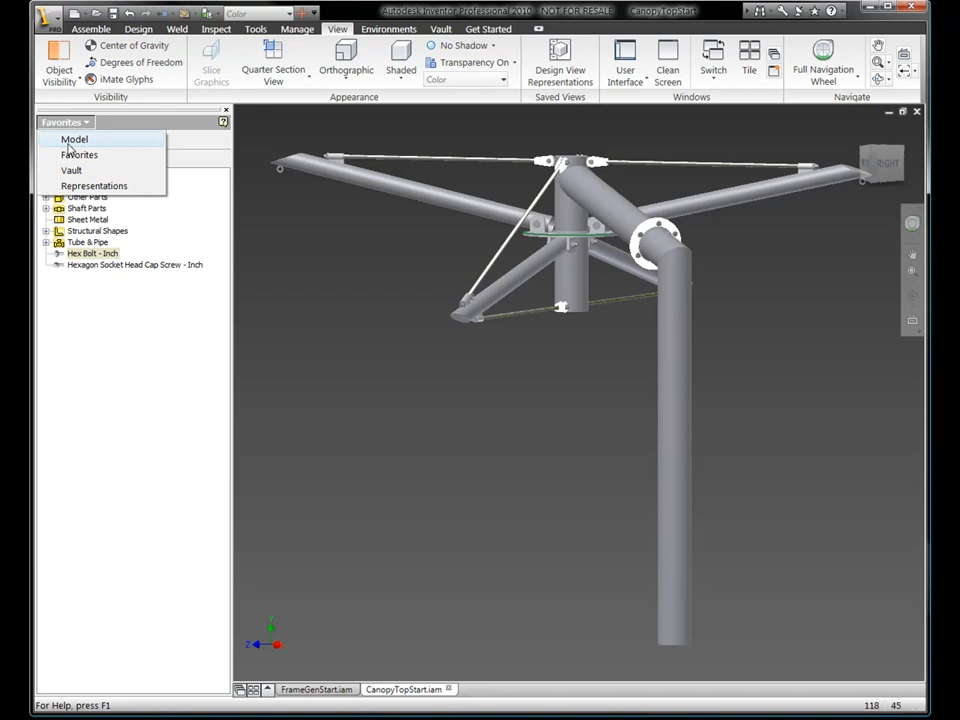 Color
Autodesk Inventor Professional 2010 - NOT FOR RESALE CanopyTopStart
PRO
Assemble Design Weld Inspect Tools Manage View Environments Vault Get Started
Object Visibility
Center of Gravity
Degrees of Freedom
iMate Glyphs
Slice Graphics
Quarter Section View
Orthographic
Shaded
No Shadow
Transparency On
Color
Design View Representations
User Interface
Clean Screen
Switch
Tile
Full Navigation Wheel
Visibility Appearance Saved Views Windows Navigate
Favorites
Model
Favorites
Vault
Representations
Other Parts
Shaft Parts
Sheet Metal
Structural Shapes
Tube & Pipe
Hex Bolt - Inch
Hexagon Socket Head Cap Screw - Inch
RIGHT
Y
Z
FrameGenStart.iam CanopyTopStart.iam
For Help, press F1 118 45